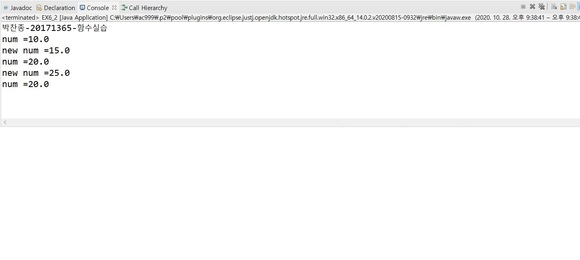 Javadoc Declaration Console Call Hierarchy
<terminated> EX6_2 [Java Application] C:\Users\ac999\.p2\pool\plugins\org.eclipse.justj.openjdk.hotspot.jre.full.win32.x86_64_14.0.2.v20200815-0932\jre\bin\javaw.exe (2020. 10. 28. 오후 9:38:41 – 오후 9:38:4
박찬종-20171365-함수실습
num =10.0
new num =15.0
num =20.0
new num =25.0
num =20.0